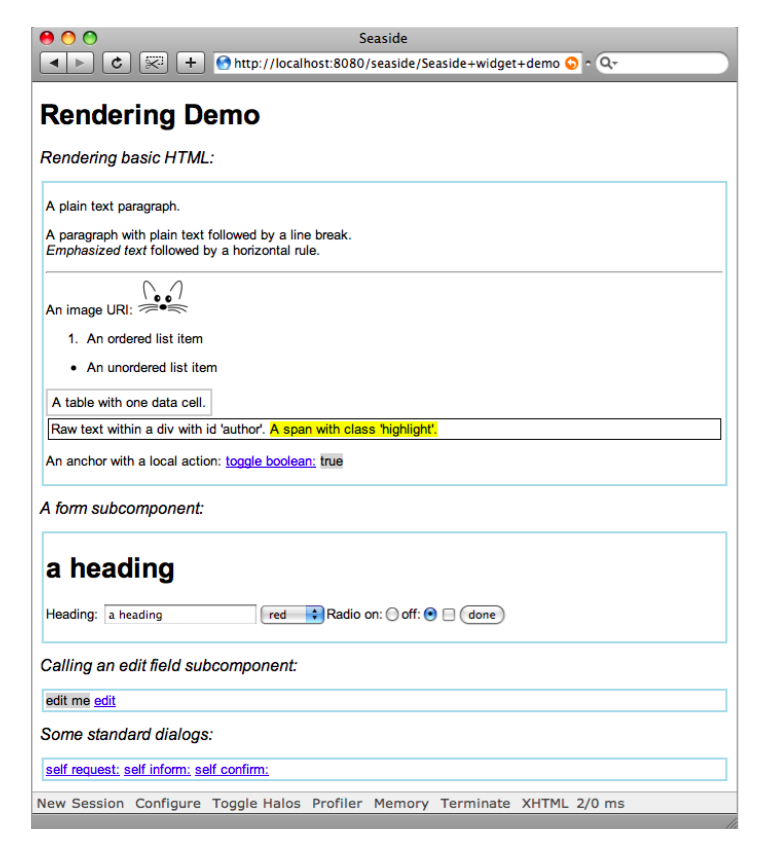 Seaside
http://localhost:8080/seaside/Seaside+widget+demo
Rendering Demo
Rendering basic HTML:
A plain text paragraph.
A paragraph with plain text followed by a line break.
Emphasized text followed by a horizontal rule.
An image URI:
1. An ordered list item
• An unordered list item
A table with one data cell.
Raw text within a div with id 'author'. A span with class 'highlight'.
An anchor with a local action: toggle boolean: true
A form subcomponent:
a heading
Heading: a heading red Radio on: off: done
Calling an edit field subcomponent:
edit me edit
Some standard dialogs:
self request: self inform: self confirm:
New Session Configure Toggle Halos Profiler Memory Terminate XHTML 2/0 ms